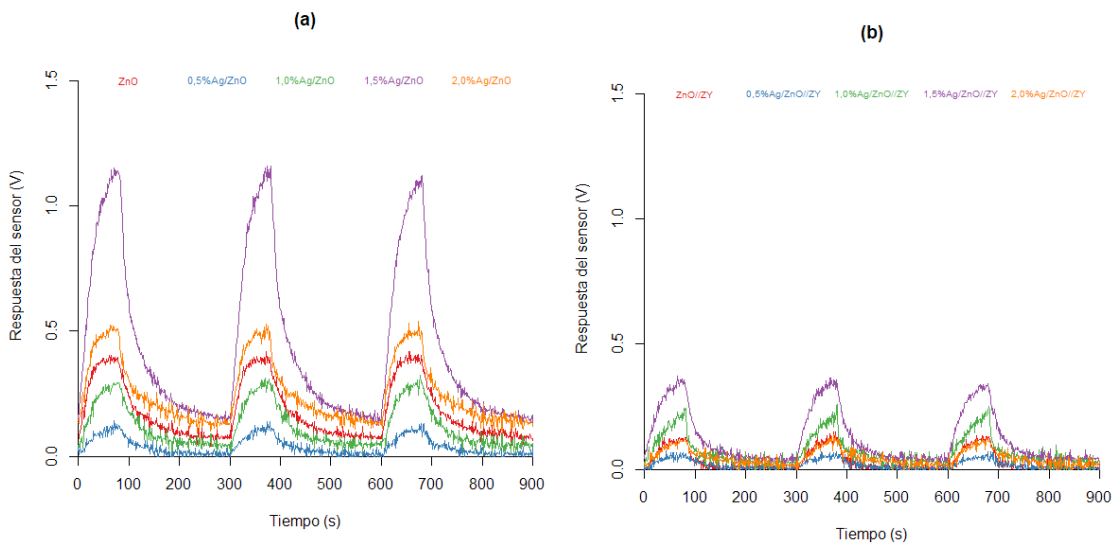 (a)
ZnO 0,5%Ag/ZnO 1,0%Ag/ZnO 1,5%Ag/ZnO 2,0%Ag/ZnO
Respuesta del sensor (V)
1.5
1.0
0.5
0.0
0 100 200 300 400 500 600 700 800 900
Tiempo (s)
(b)
ZnO//ZY 0,5%Ag/ZnO//ZY 1,0%Ag/ZnO//ZY 1,5%Ag/ZnO//ZY 2,0%Ag/ZnO//ZY
Respuesta del sensor (V)
1.5
1.0
0.5
0.0
0 100 200 300 400 500 600 700 800 900
Tiempo (s)